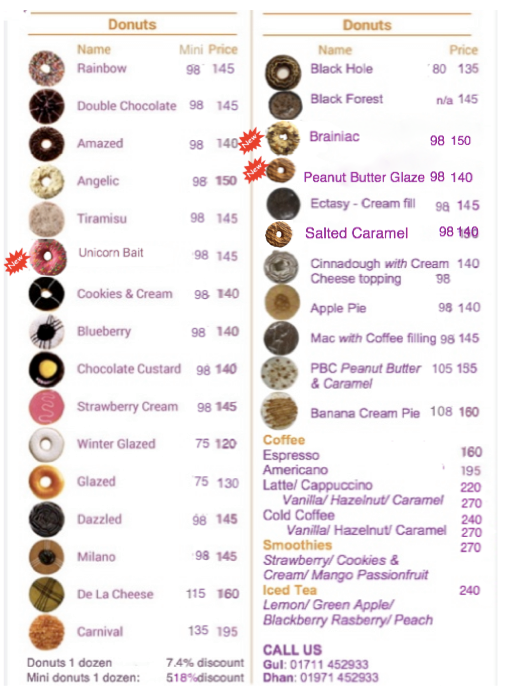 Donuts
Name Mini Price
Rainbow 98 145
Double Chocolate 98 145
Amazed 98 140
Angelic 98 150
Tiramisu 98 145
New
Unicorn Bait 98 145
Cookies & Cream 98 140
Blueberry 98 140
Chocolate Custard 98 140
Strawberry Cream 98 145
Winter Glazed 75 120
Glazed 75 130
Dazzled 98 145
Milano 98 145
De La Cheese 115 160
Carnival 135 195
Donuts 1 dozen 7.4% discount
Mini donuts 1 dozen: 18%discount
Donuts
Name Price
Black Hole 80 135
Black Forest n/a 145
New
Brainiac 98 150
New
Peanut Butter Glaze 98 140
Ectasy - Cream fill 98 145
Salted Caramel 98 140
Cinnadough with Cream 140
Cheese topping 98
Apple Pie 98 140
Mac with Coffee filling 98 145
PBC Peanut Butter 105 155
& Caramel
Banana Cream Pie 108 160
Coffee
Espresso 160
Americano 195
Latte/ Cappuccino 220
Vanilla/ Hazelnut/ Caramel 270
Cold Coffee 240
Vanilla/ Hazelnut/ Caramel 270
Smoothies 270
Strawberry/ Cookies &
Cream/ Mango Passionfruit
Iced Tea 240
Lemon/ Green Apple/
Blackberry Rasberry/ Peach
CALL US
Gul: 01711 452933
Dhan: 01971 452933